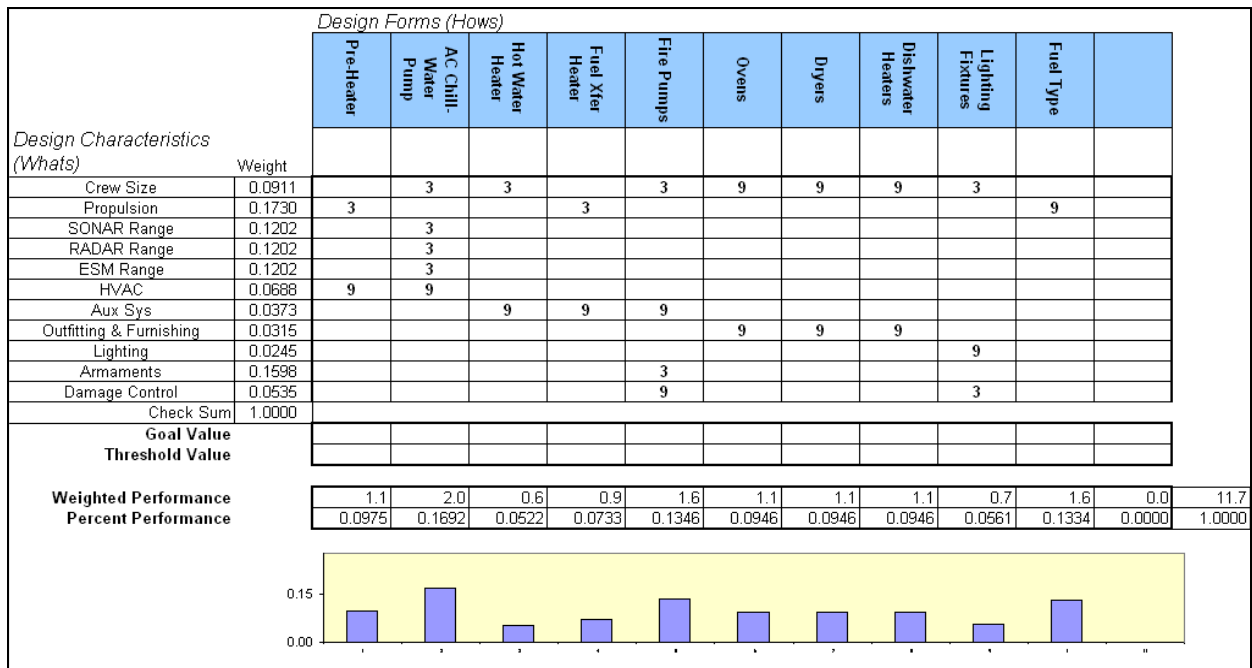 Design Forms (Hows)
Pre-Heater AC Chill-Water Pump Hot Water Heater Fuel Xfer Heater Fire Pumps Ovens Dryers Dishwater Heaters Lighting Fixtures Fuel Type
Design Characteristics
(Whats) Weight
Crew Size 0.0911 3 3 3 9 9 9 3
Propulsion 0.1730 3 3 9
SONAR Range 0.1202 3
RADAR Range 0.1202 3
ESM Range 0.1202 3
HVAC 0.0688 9 9
Aux Sys 0.0373 9 9 9
Outfitting & Furnishing 0.0315 9 9 9
Lighting 0.0245 9
Armaments 0.1598 3
Damage Control 0.0535 9 3
Check Sum 1.0000
Goal Value
Threshold Value
Weighted Performance 1.1 2.0 0.6 0.9 1.6 1.1 1.1 1.1 0.7 1.6 0.0 11.7
Percent Performance 0.0975 0.1692 0.0522 0.0733 0.1346 0.0946 0.0946 0.0946 0.0561 0.1334 0.0000 1.0000
0.15
0.00